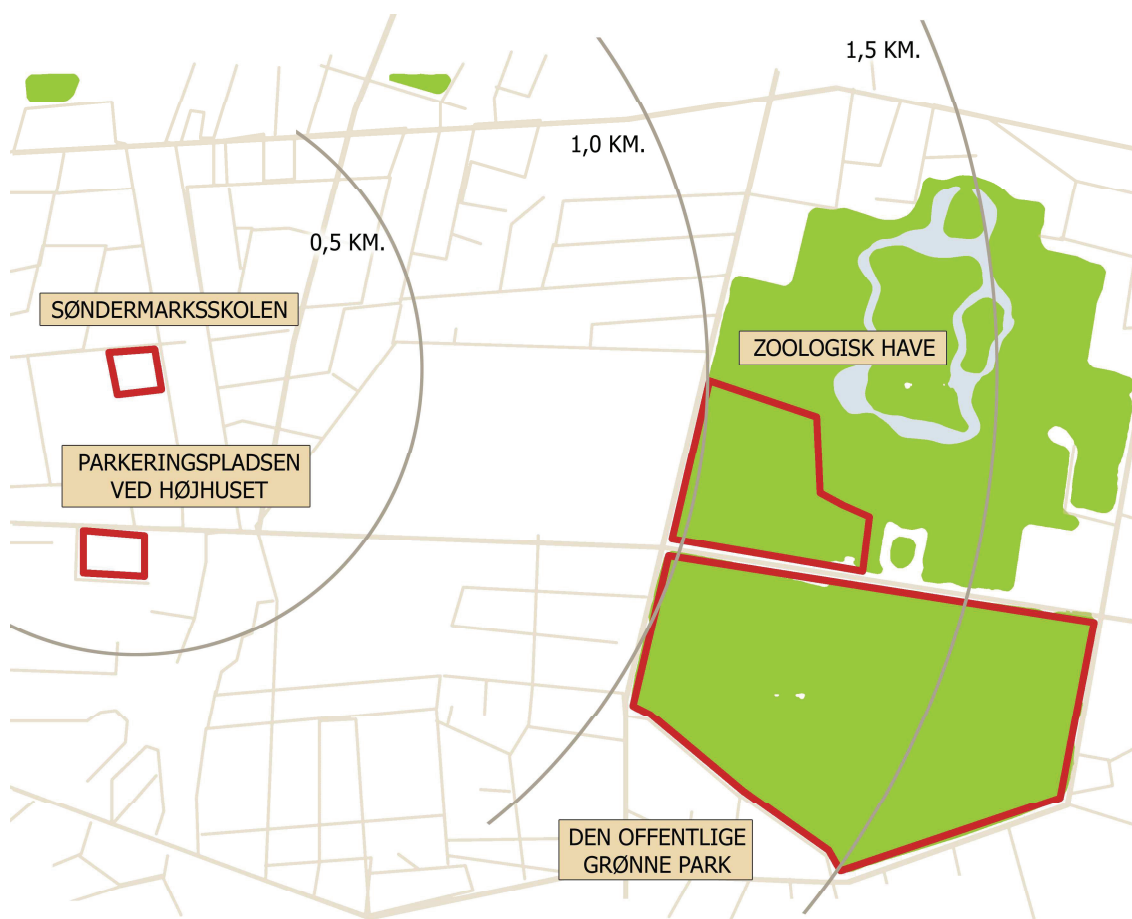 1,5 KM.
1,0 KM.
0,5 KM.
SØNDERMARKSSKOLEN
ZOOLOGISK HAVE
PARKERINGSPLADSEN
VED HØJHUSET
DEN OFFENTLIGE
GRØNNE PARK